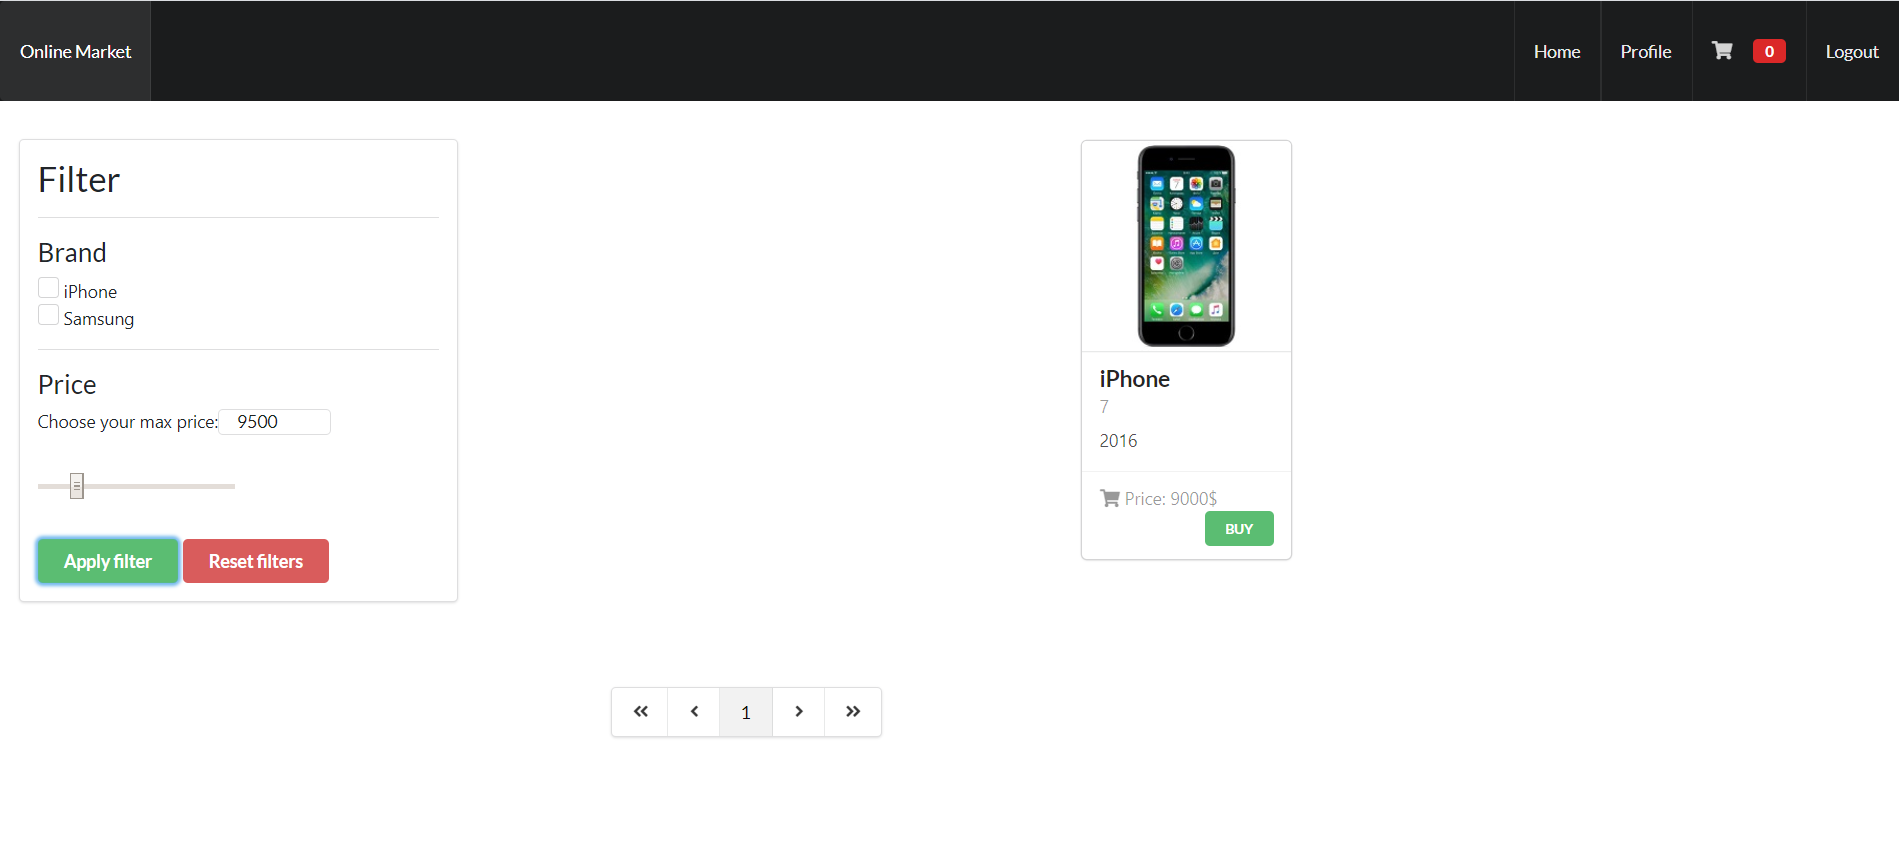 Online Market
Home
Profile
0
Logout
Filter
Brand
iPhone
Samsung
Price
Choose your max price: 9500
Apply filter
Reset filters
iPhone
7
2016
Price: 9000$
BUY
1